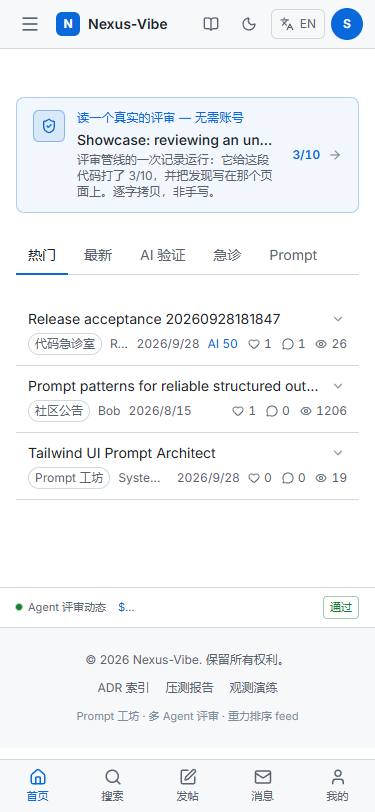 N Nexus-Vibe EN S
读一个真实的评审 — 无需账号
Showcase: reviewing an un...
评审管线的一次记录运行：它给这段
代码打了 3/10，并把发现写在那个页
面上。逐字拷贝，非手写。
3/10
热门 最新 AI 验证 急诊 Prompt
Release acceptance 20260928181847
代码急诊室 R... 2026/9/28 AI 50 1 1 26
Prompt patterns for reliable structured out...
社区公告 Bob 2026/8/15 1 0 1206
Tailwind UI Prompt Architect
Prompt 工坊 Syste... 2026/9/28 0 0 19
Agent 评审动态 $... 通过
© 2026 Nexus-Vibe. 保留所有权利。
ADR 索引 压测报告 观测演练
Prompt 工坊 · 多 Agent 评审 · 重力排序 feed
首页 搜索 发帖 消息 我的